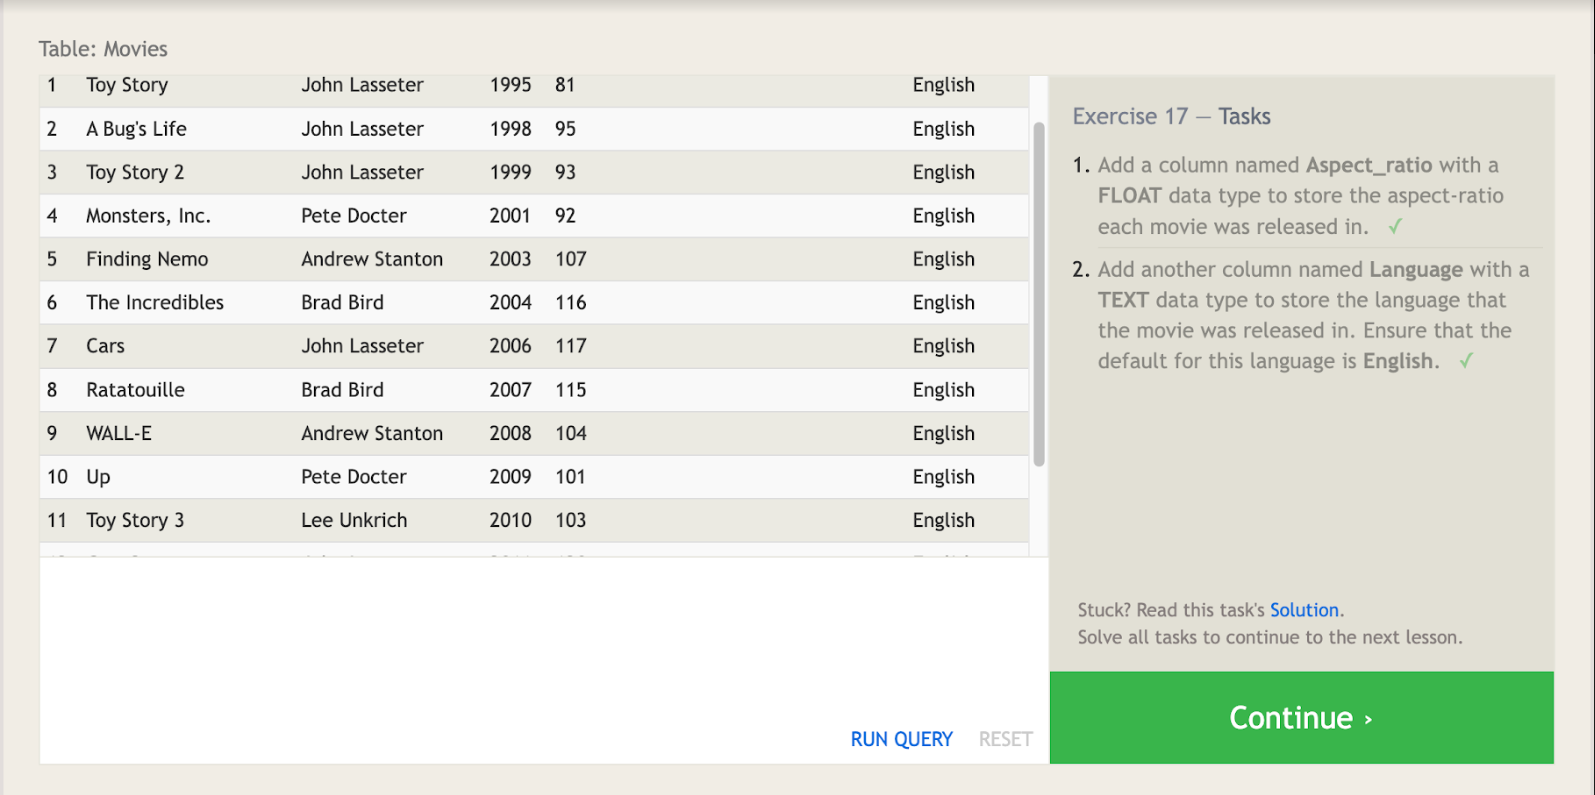 Table: Movies
1 Toy Story John Lasseter 1995 81 English
2 A Bug's Life John Lasseter 1998 95 English
3 Toy Story 2 John Lasseter 1999 93 English
4 Monsters, Inc. Pete Docter 2001 92 English
5 Finding Nemo Andrew Stanton 2003 107 English
6 The Incredibles Brad Bird 2004 116 English
7 Cars John Lasseter 2006 117 English
8 Ratatouille Brad Bird 2007 115 English
9 WALL-E Andrew Stanton 2008 104 English
10 Up Pete Docter 2009 101 English
11 Toy Story 3 Lee Unkrich 2010 103 English
RUN QUERY RESET
Exercise 17 — Tasks
1. Add a column named Aspect_ratio with a
FLOAT data type to store the aspect-ratio
each movie was released in. ✓
2. Add another column named Language with a
TEXT data type to store the language that
the movie was released in. Ensure that the
default for this language is English. ✓
Stuck? Read this task's Solution.
Solve all tasks to continue to the next lesson.
Continue ›